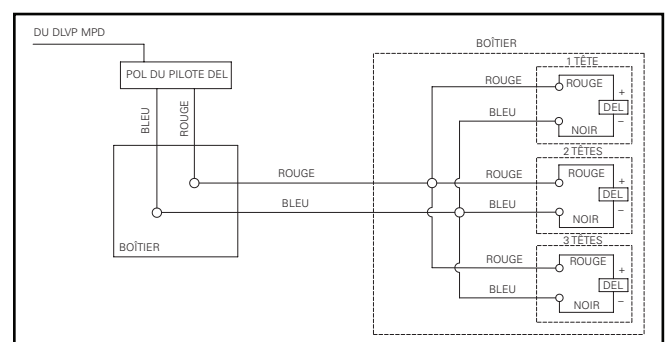 DU DLVP MPD
POL DU PILOTE DEL
BLEU
ROUGE
BOÎTIER
ROUGE
BLEU
BOÎTIER
1 TÊTE
ROUGE
ROUGE
+
DEL
BLEU
–
NOIR
2 TÊTES
ROUGE
ROUGE
+
DEL
BLEU
–
NOIR
3 TÊTES
ROUGE
ROUGE
+
DEL
BLEU
–
NOIR